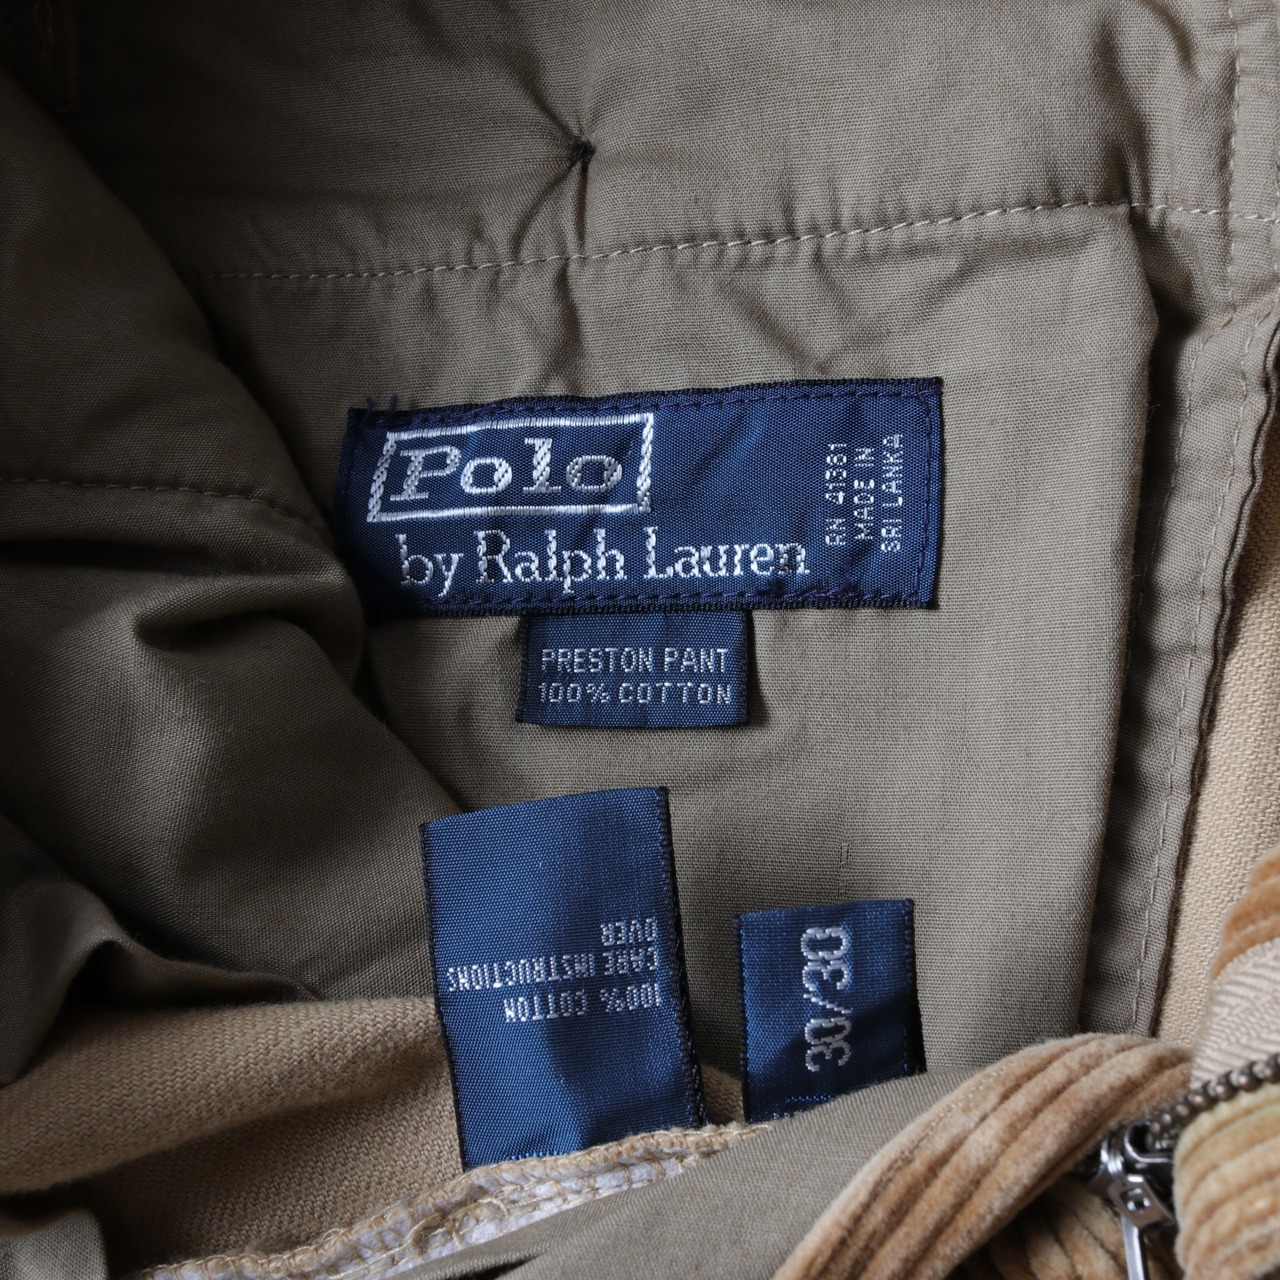 Polo
by Ralph Lauren
RN 41381
MADE IN
SRI LANKA
PRESTON PANT
100% COTTON
100% COTTON
CARE INSTRUCTIONS
OVER
30/30